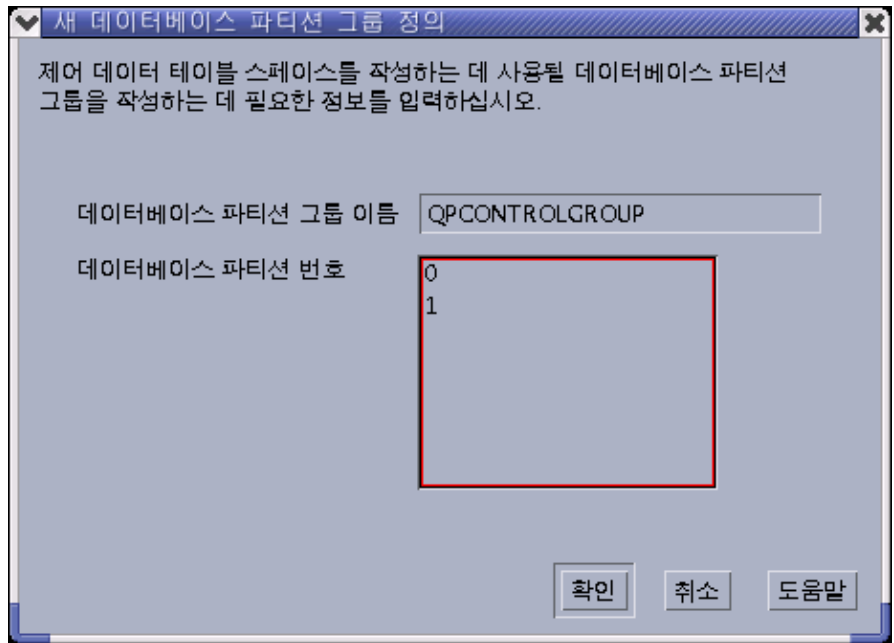 새 데이터베이스 파티션 그룹 정의
제어 데이터 테이블 스페이스를 작성하는 데 사용될 데이터베이스 파티션
그룹을 작성하는 데 필요한 정보를 입력하십시오.
데이터베이스 파티션 그룹 이름 QPCONTROLGROUP
데이터베이스 파티션 번호 0
1
확인 취소 도움말